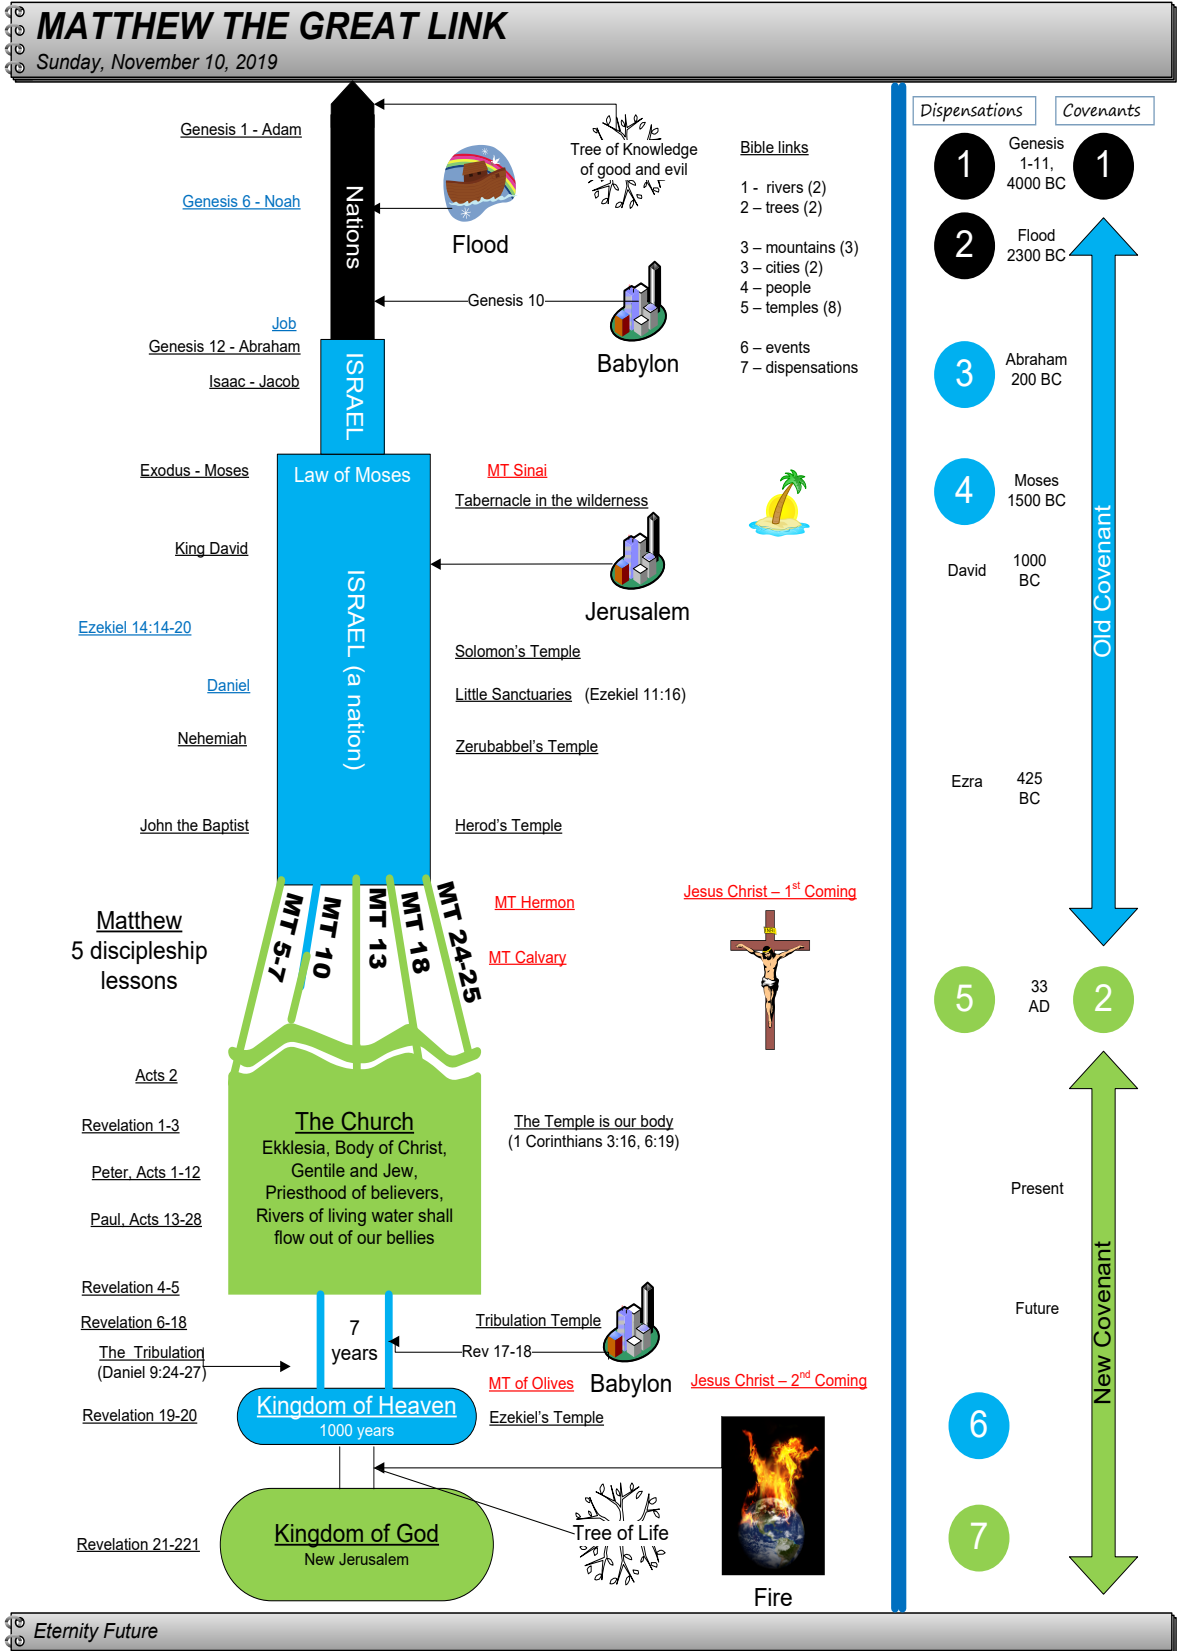 MATTHEW THE GREAT LINK
Sunday, November 10, 2019
Dispensations
Covenants
Genesis 1 - Adam
Tree of Knowledge
of good and evil
Bible links
1
Genesis
1-11,
4000 BC
1
Genesis 6 - Noah
Nations
Flood
1 - rivers (2)
2 – trees (2)
3 – mountains (3)
3 – cities (2)
4 – people
5 – temples (8)
6 – events
7 – dispensations
2
Flood
2300 BC
Genesis 10
Babylon
Job
Genesis 12 - Abraham
Isaac - Jacob
ISRAEL
3
Abraham
200 BC
Exodus - Moses
Law of Moses
MT Sinai
Tabernacle in the wilderness
4
Moses
1500 BC
King David
ISRAEL (a nation)
Jerusalem
David
1000
BC
Old Covenant
Ezekiel 14:14-20
Solomon's Temple
Daniel
Little Sanctuaries (Ezekiel 11:16)
Nehemiah
Zerubbabel's Temple
Ezra
425
BC
John the Baptist
Herod's Temple
Matthew
5 discipleship
lessons
MT 5-7
MT 10
MT 13
MT 18
MT 24-25
MT Hermon
MT Calvary
Jesus Christ – 1st Coming
5
33
AD
2
Acts 2
Revelation 1-3
Peter, Acts 1-12
Paul, Acts 13-28
The Church
Ekklesia, Body of Christ,
Gentile and Jew,
Priesthood of believers,
Rivers of living water shall
flow out of our bellies
The Temple is our body
(1 Corinthians 3:16, 6:19)
Present
New Covenant
Revelation 4-5
Revelation 6-18
The Tribulation
(Daniel 9:24-27)
7
years
Tribulation Temple
Rev 17-18
Babylon
Future
MT of Olives
Jesus Christ – 2nd Coming
Revelation 19-20
Kingdom of Heaven
1000 years
Ezekiel's Temple
6
Revelation 21-221
Kingdom of God
New Jerusalem
Tree of Life
Fire
7
Eternity Future